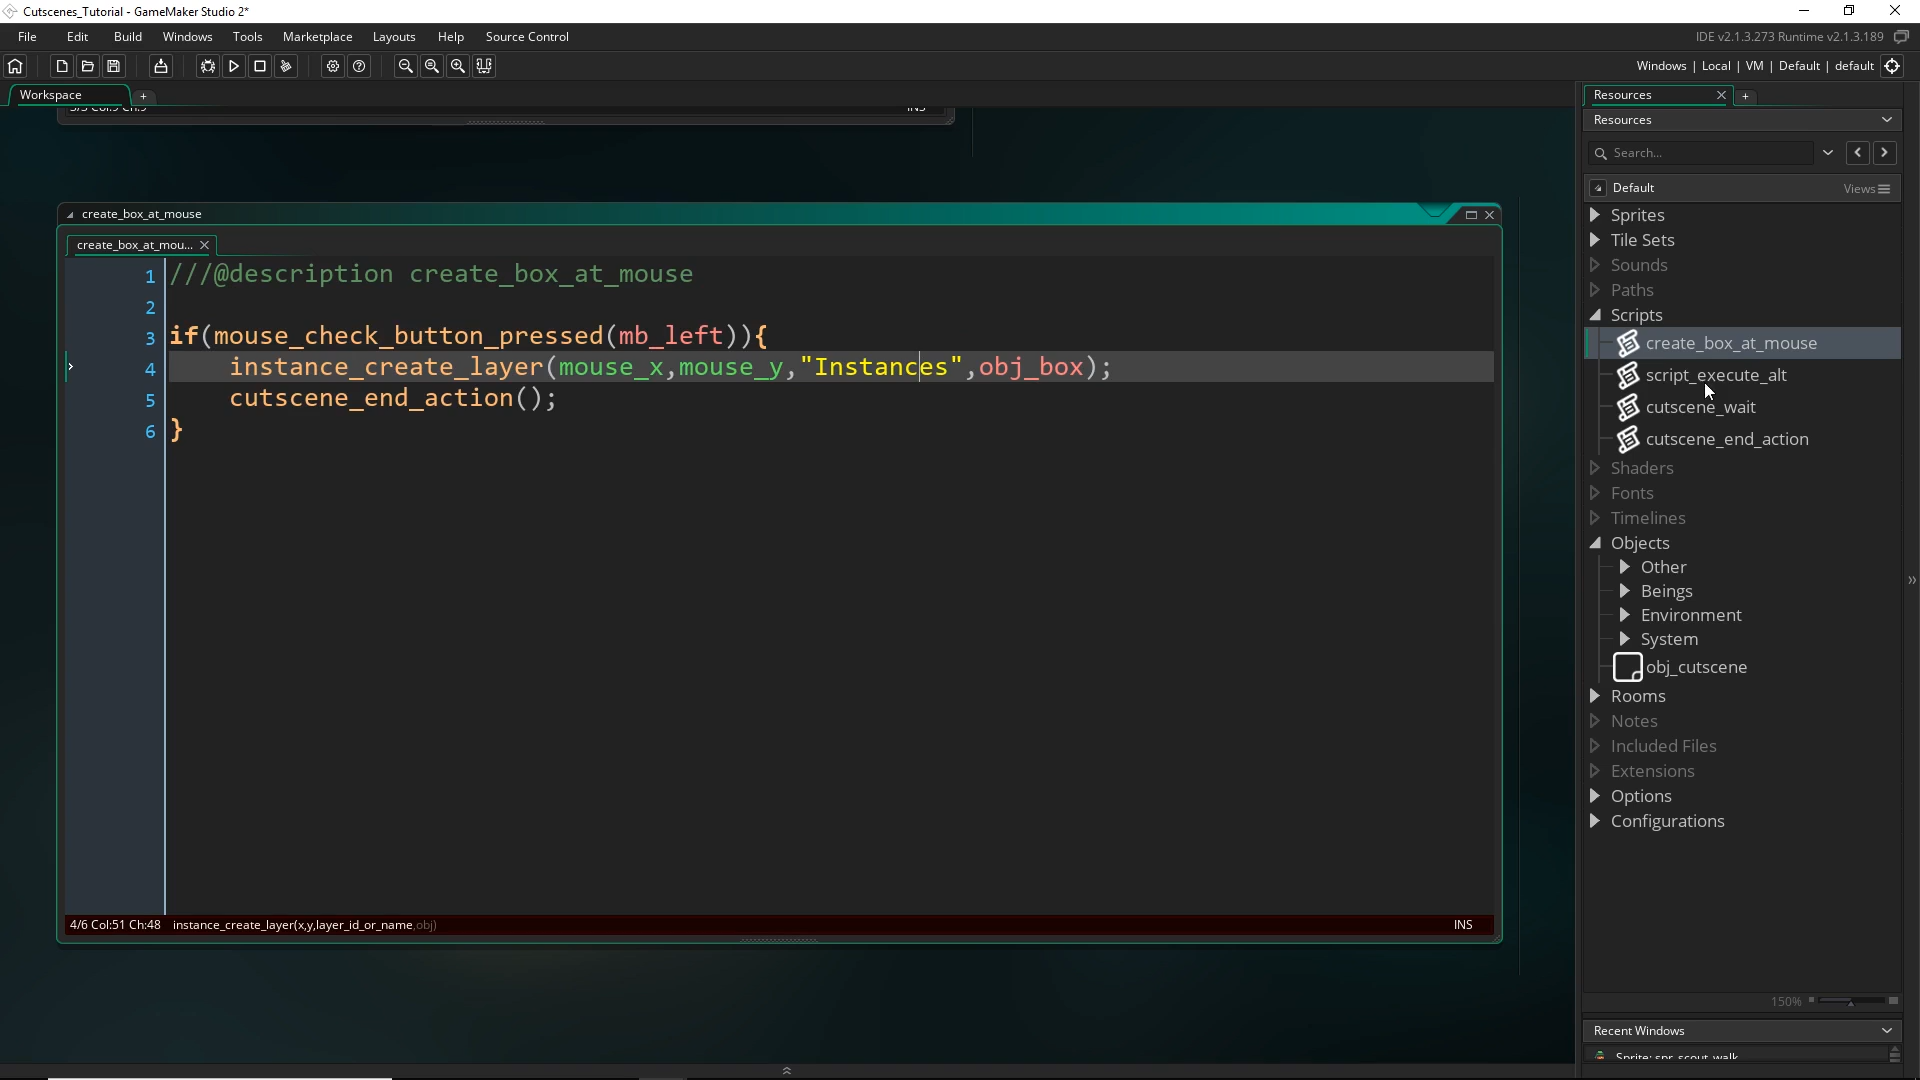 Cutscenes_Tutorial - GameMaker Studio 2*
File Edit Build Windows Tools Marketplace Layouts Help Source Control
IDE v2.1.3.273 Runtime v2.1.3.189
Windows | Local | VM | Default | default
Workspace
INS
create_box_at_mouse
create_box_at_mou...
1 ///@description create_box_at_mouse
2
3 if(mouse_check_button_pressed(mb_left)){
4 instance_create_layer(mouse_x,mouse_y,"Instances",obj_box);
5 cutscene_end_action();
6 }
4/6 Col:51 Ch:48 instance_create_layer(x,y,layer_id_or_name,obj) INS
Resources
Resources
Search...
Default Views
Sprites
Tile Sets
Sounds
Paths
Scripts
create_box_at_mouse
script_execute_alt
cutscene_wait
cutscene_end_action
Shaders
Fonts
Timelines
Objects
Other
Beings
Environment
System
obj_cutscene
Rooms
Notes
Included Files
Extensions
Options
Configurations
150%
Recent Windows
Sprite: spr_scout_walk